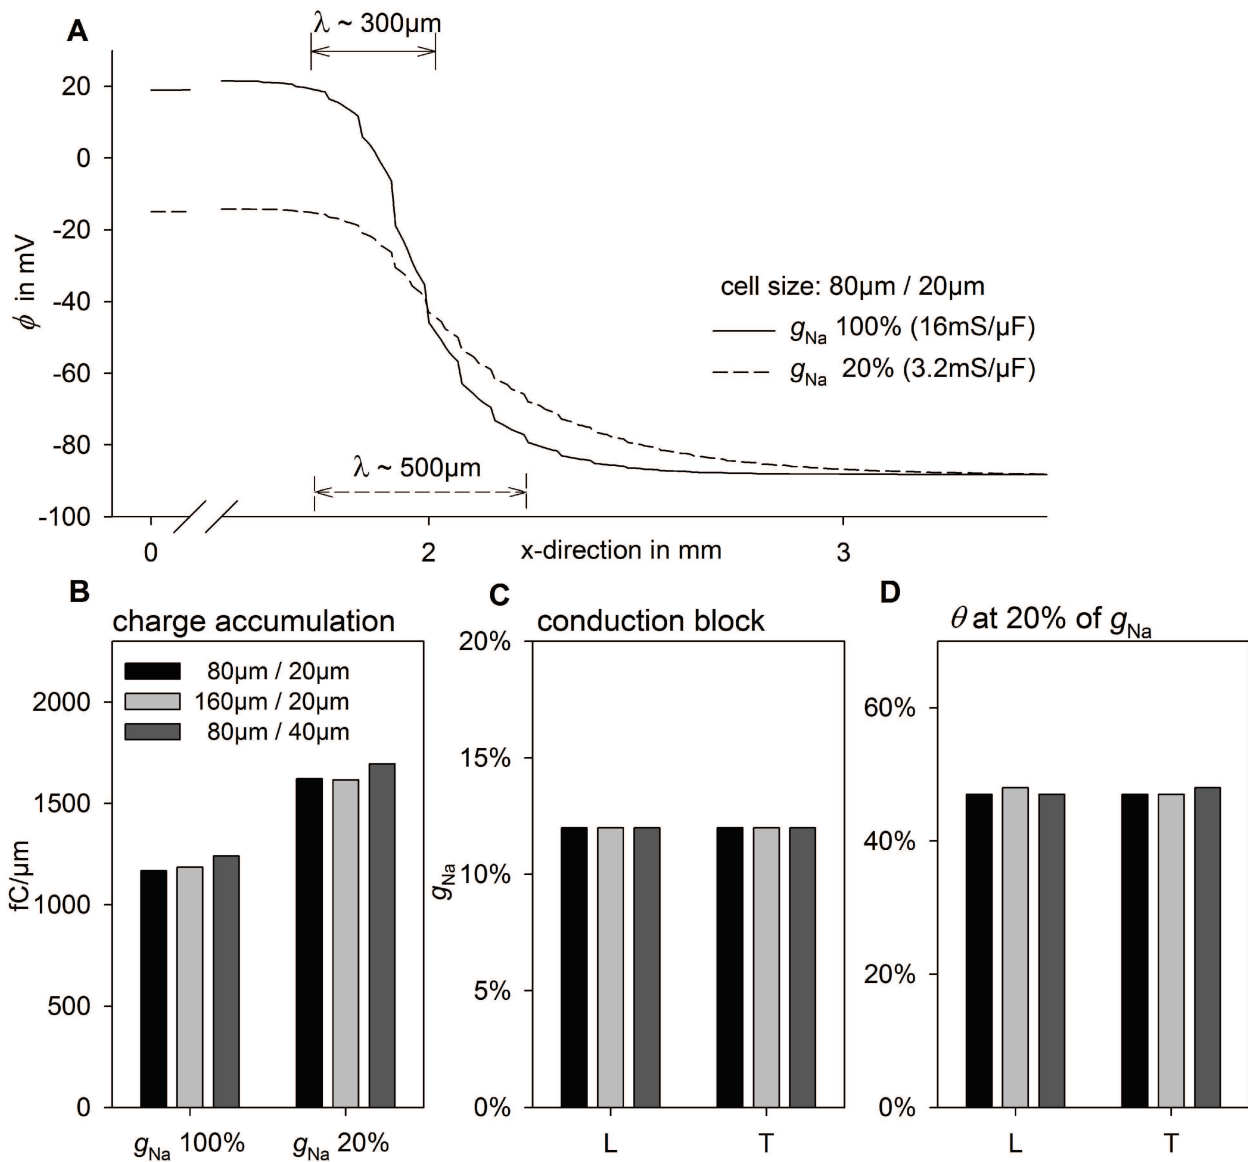 A
λ ~ 300µm
20
0
-20
-40
-60
-80
-100
ϕ in mV
cell size: 80µm / 20µm
gNa 100% (16mS/µF)
gNa 20% (3.2mS/µF)
λ ~ 500µm
0
2
x-direction in mm
3
B
charge accumulation
80µm / 20µm
160µm / 20µm
80µm / 40µm
2000
1500
1000
500
0
fC/µm
gNa 100%
gNa 20%
C
conduction block
20%
15%
10%
5%
0%
gNa
L
T
D
θ at 20% of gNa
60%
40%
20%
0%
L
T